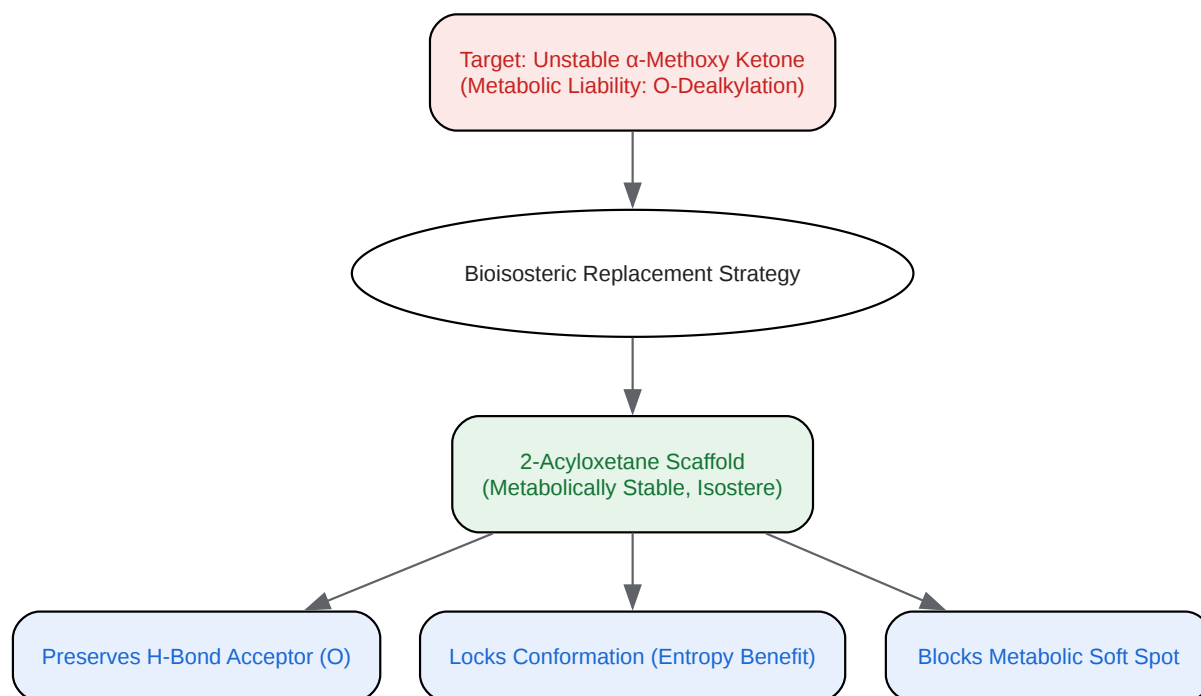 Target: Unstable α-Methoxy Ketone
(Metabolic Liability: O-Dealkylation)
Bioisosteric Replacement Strategy
2-Acyloxetane Scaffold
(Metabolically Stable, Isostere)
Preserves H-Bond Acceptor (O)
Locks Conformation (Entropy Benefit)
Blocks Metabolic Soft Spot